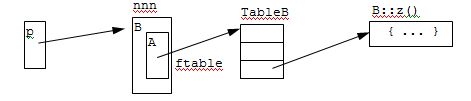 nnn
TableB
B::z()
p
B
A
{ ... }
ftable